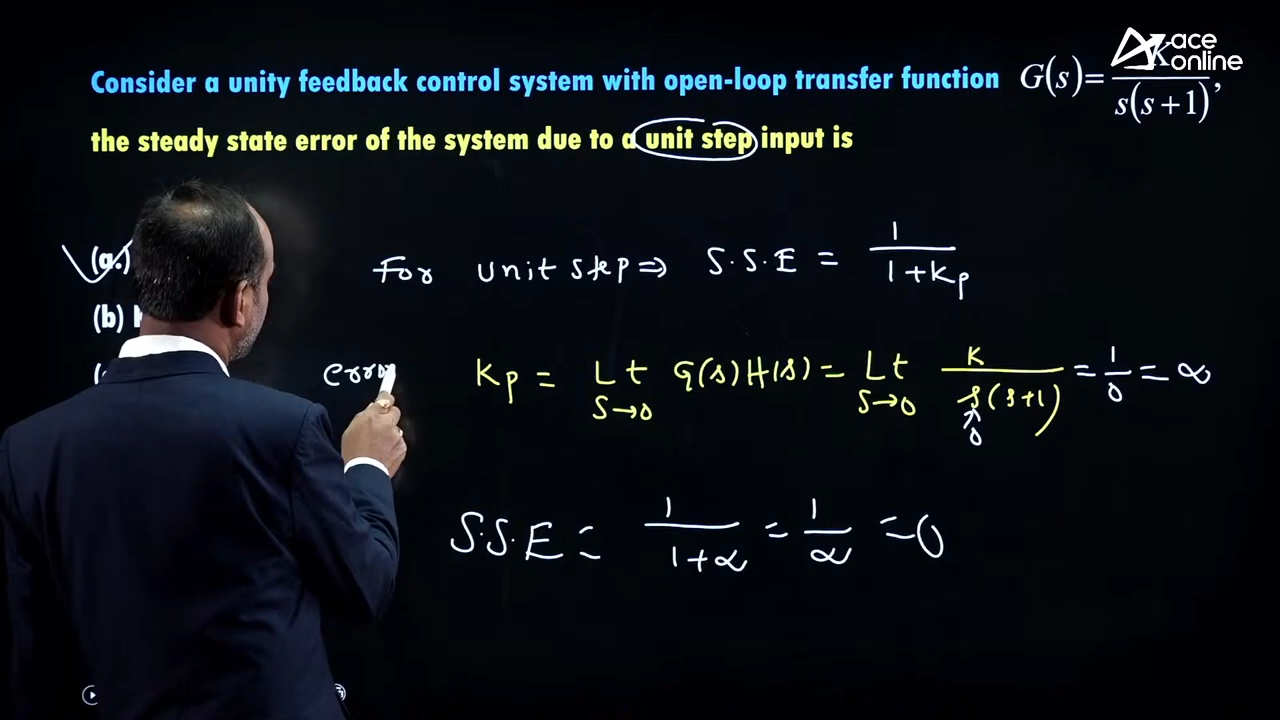 ace
online
Consider a unity feedback control system with open-loop transfer function G(s)=K/s(s+1),
the steady state error of the system due to a unit step input is
(a.)
For unit step ⇒ S.S.E = 1/1+Kp
(b)
error Kp = Lt s→0 G(s)H(s) = Lt s→0 K/s(s+1) = 1/0 = ∞
0
S.S.E = 1/1+∞ = 1/∞ = 0